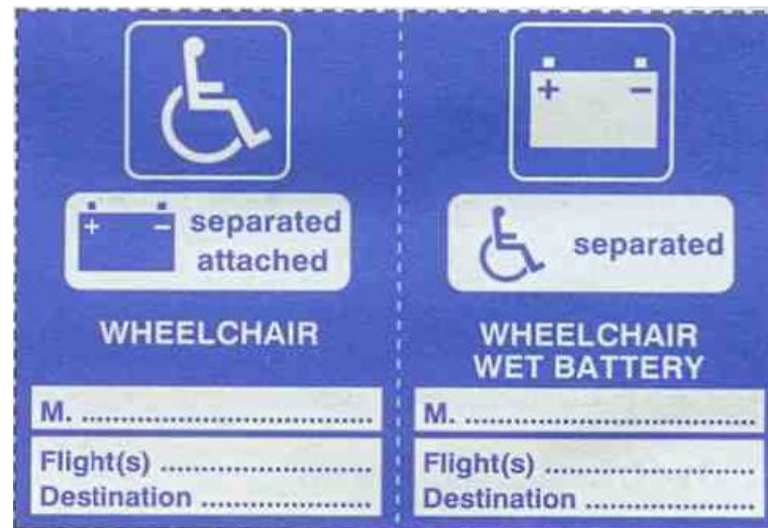 + −
separated
attached
WHEELCHAIR
M. ..............................
Flight(s) ......................
Destination ..................
+ −
separated
WHEELCHAIR
WET BATTERY
M. ..............................
Flight(s) ......................
Destination ..................